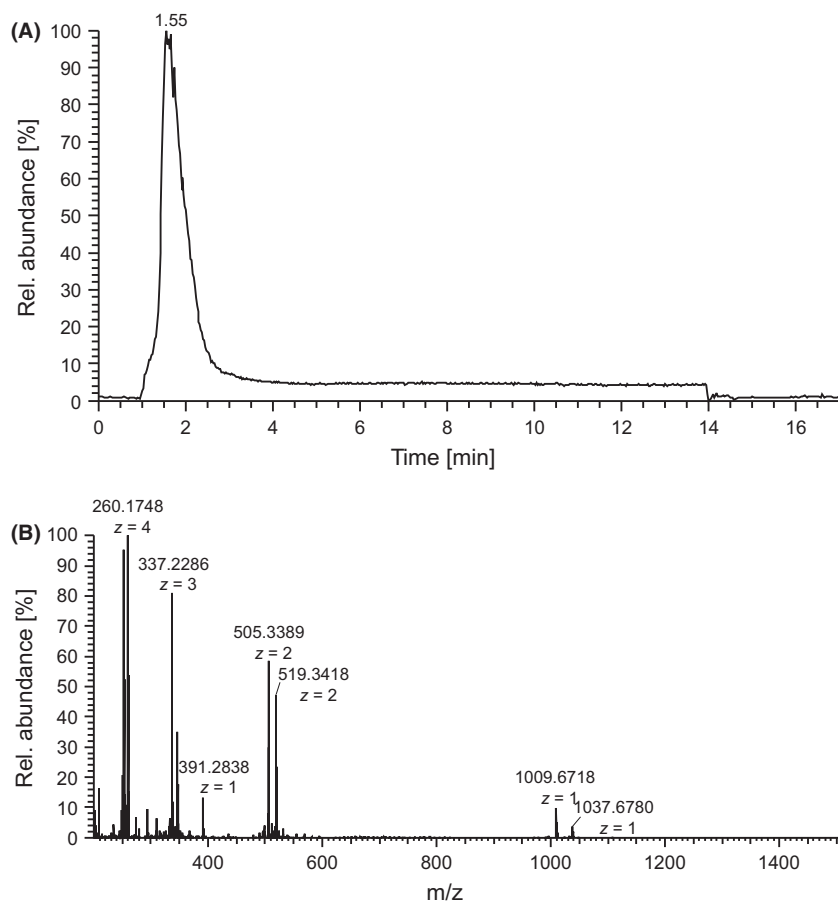 (A)
1.55
100
90
80
70
60
50
40
30
20
10
0
Rel. abundance [%]
0 2 4 6 8 10 12 14 16
Time [min]
(B)
260.1748
z = 4
337.2286
z = 3
505.3389
z = 2
519.3418
z = 2
391.2838
z = 1
1009.6718
z = 1
1037.6780
z = 1
100
90
80
70
60
50
40
30
20
10
0
Rel. abundance [%]
400 600 800 1000 1200 1400
m/z